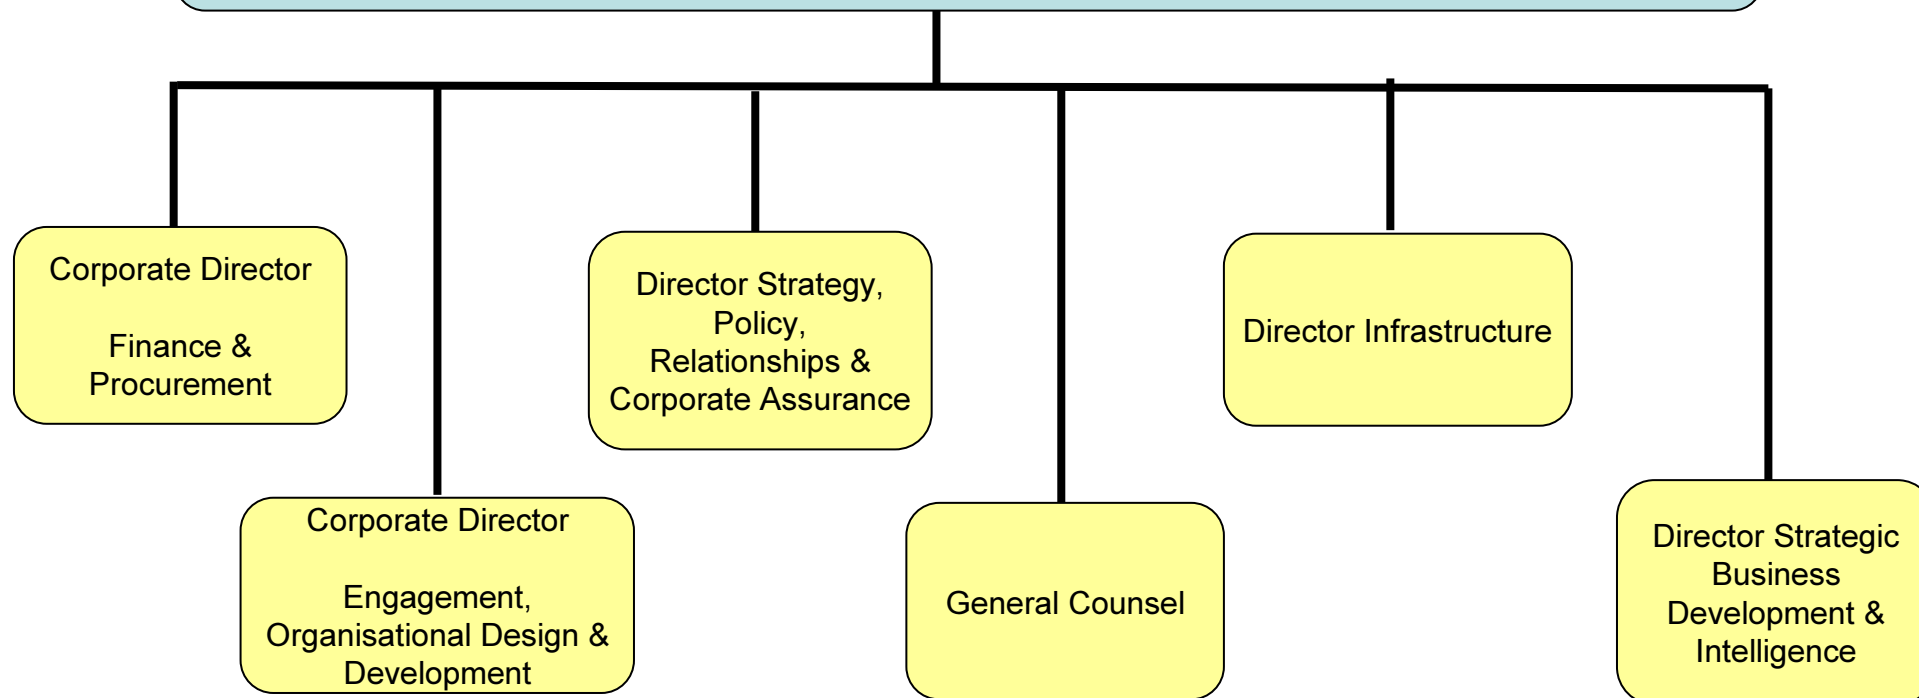 Corporate Director
Finance &
Procurement
Corporate Director
Engagement,
Organisational Design &
Development
Director Strategy,
Policy,
Relationships &
Corporate Assurance
General Counsel
Director Infrastructure
Director Strategic
Business
Development &
Intelligence